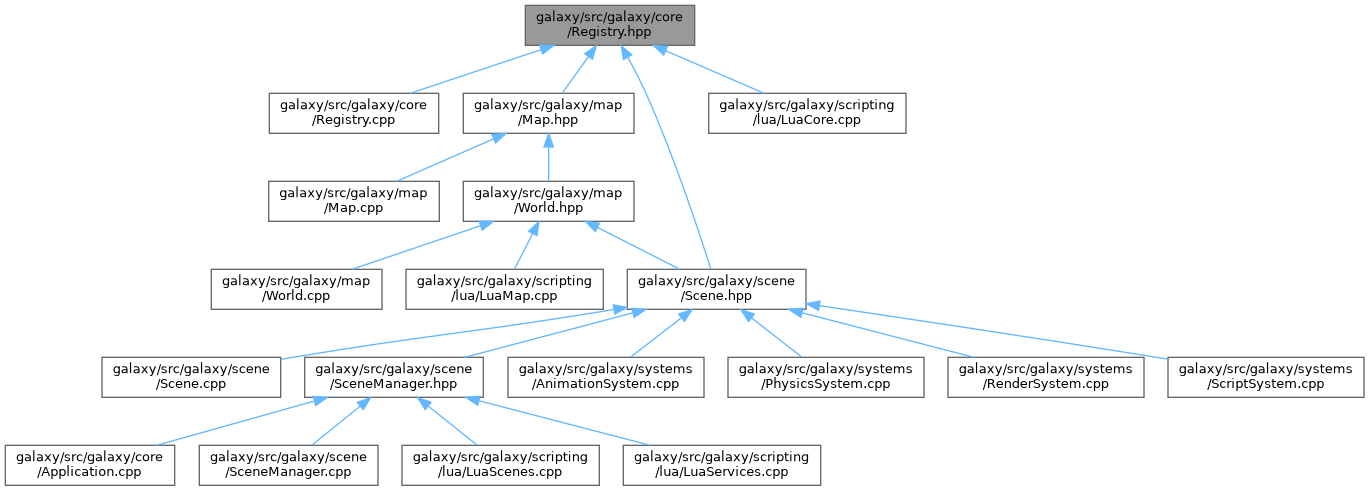 galaxy/src/galaxy/core
/Registry.hpp
galaxy/src/galaxy/core
/Registry.cpp
galaxy/src/galaxy/map
/Map.hpp
galaxy/src/galaxy/scripting
/lua/LuaCore.cpp
galaxy/src/galaxy/map
/Map.cpp
galaxy/src/galaxy/map
/World.hpp
galaxy/src/galaxy/map
/World.cpp
galaxy/src/galaxy/scripting
/lua/LuaMap.cpp
galaxy/src/galaxy/scene
/Scene.hpp
galaxy/src/galaxy/scene
/Scene.cpp
galaxy/src/galaxy/scene
/SceneManager.hpp
galaxy/src/galaxy/systems
/AnimationSystem.cpp
galaxy/src/galaxy/systems
/PhysicsSystem.cpp
galaxy/src/galaxy/systems
/RenderSystem.cpp
galaxy/src/galaxy/systems
/ScriptSystem.cpp
galaxy/src/galaxy/core
/Application.cpp
galaxy/src/galaxy/scene
/SceneManager.cpp
galaxy/src/galaxy/scripting
/lua/LuaScenes.cpp
galaxy/src/galaxy/scripting
/lua/LuaServices.cpp